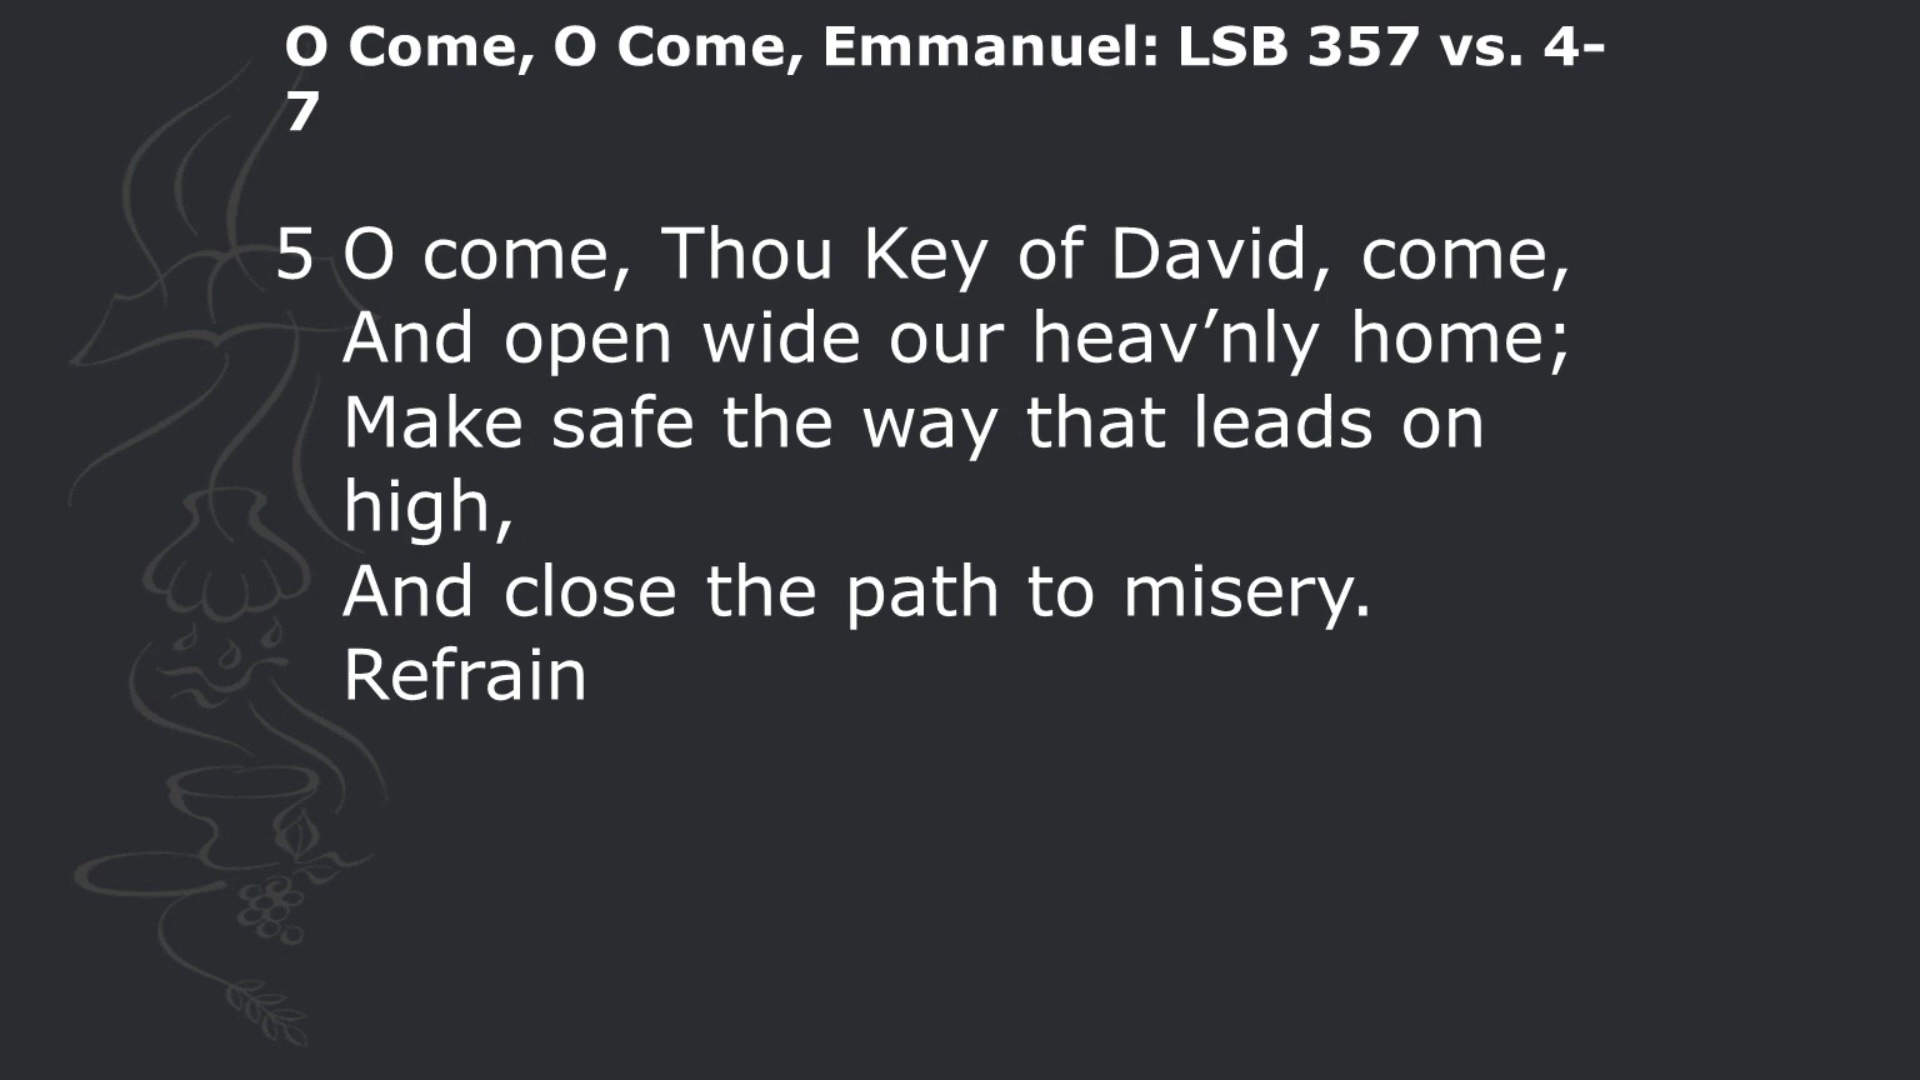 O Come, O Come, Emmanuel: LSB 357 vs. 4-
7
5 O come, Thou Key of David, come,
And open wide our heav’nly home;
Make safe the way that leads on
high,
And close the path to misery.
Refrain